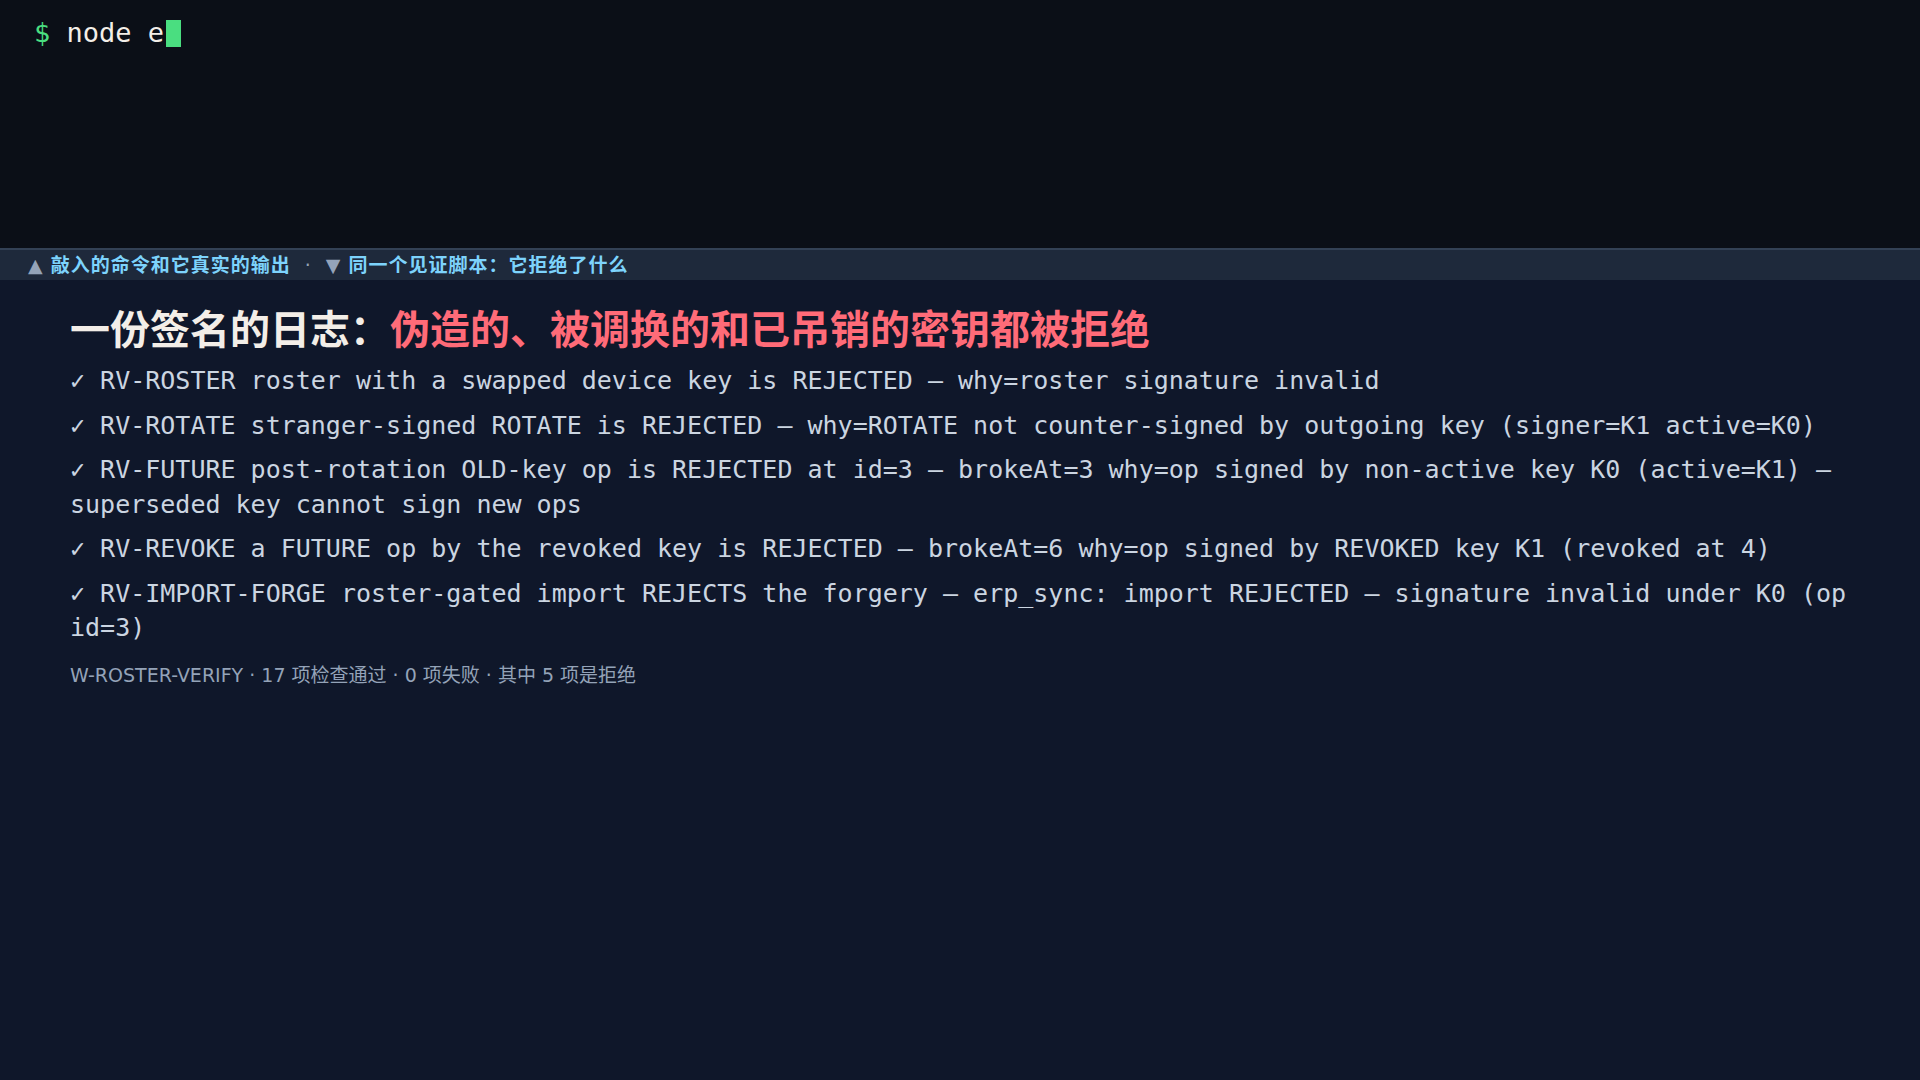 $ node e
▲ 敲入的命令和它真实的输出 · ▼ 同一个见证脚本：它拒绝了什么
一份签名的日志：伪造的、被调换的和已吊销的密钥都被拒绝
✓ RV-ROSTER roster with a swapped device key is REJECTED — why=roster signature invalid
✓ RV-ROTATE stranger-signed ROTATE is REJECTED — why=ROTATE not counter-signed by outgoing key (signer=K1 active=K0)
✓ RV-FUTURE post-rotation OLD-key op is REJECTED at id=3 — brokeAt=3 why=op signed by non-active key K0 (active=K1) —
superseded key cannot sign new ops
✓ RV-REVOKE a FUTURE op by the revoked key is REJECTED — brokeAt=6 why=op signed by REVOKED key K1 (revoked at 4)
✓ RV-IMPORT-FORGE roster-gated import REJECTS the forgery — erp_sync: import REJECTED — signature invalid under K0 (op
id=3)
W-ROSTER-VERIFY · 17 项检查通过 · 0 项失败 · 其中 5 项是拒绝